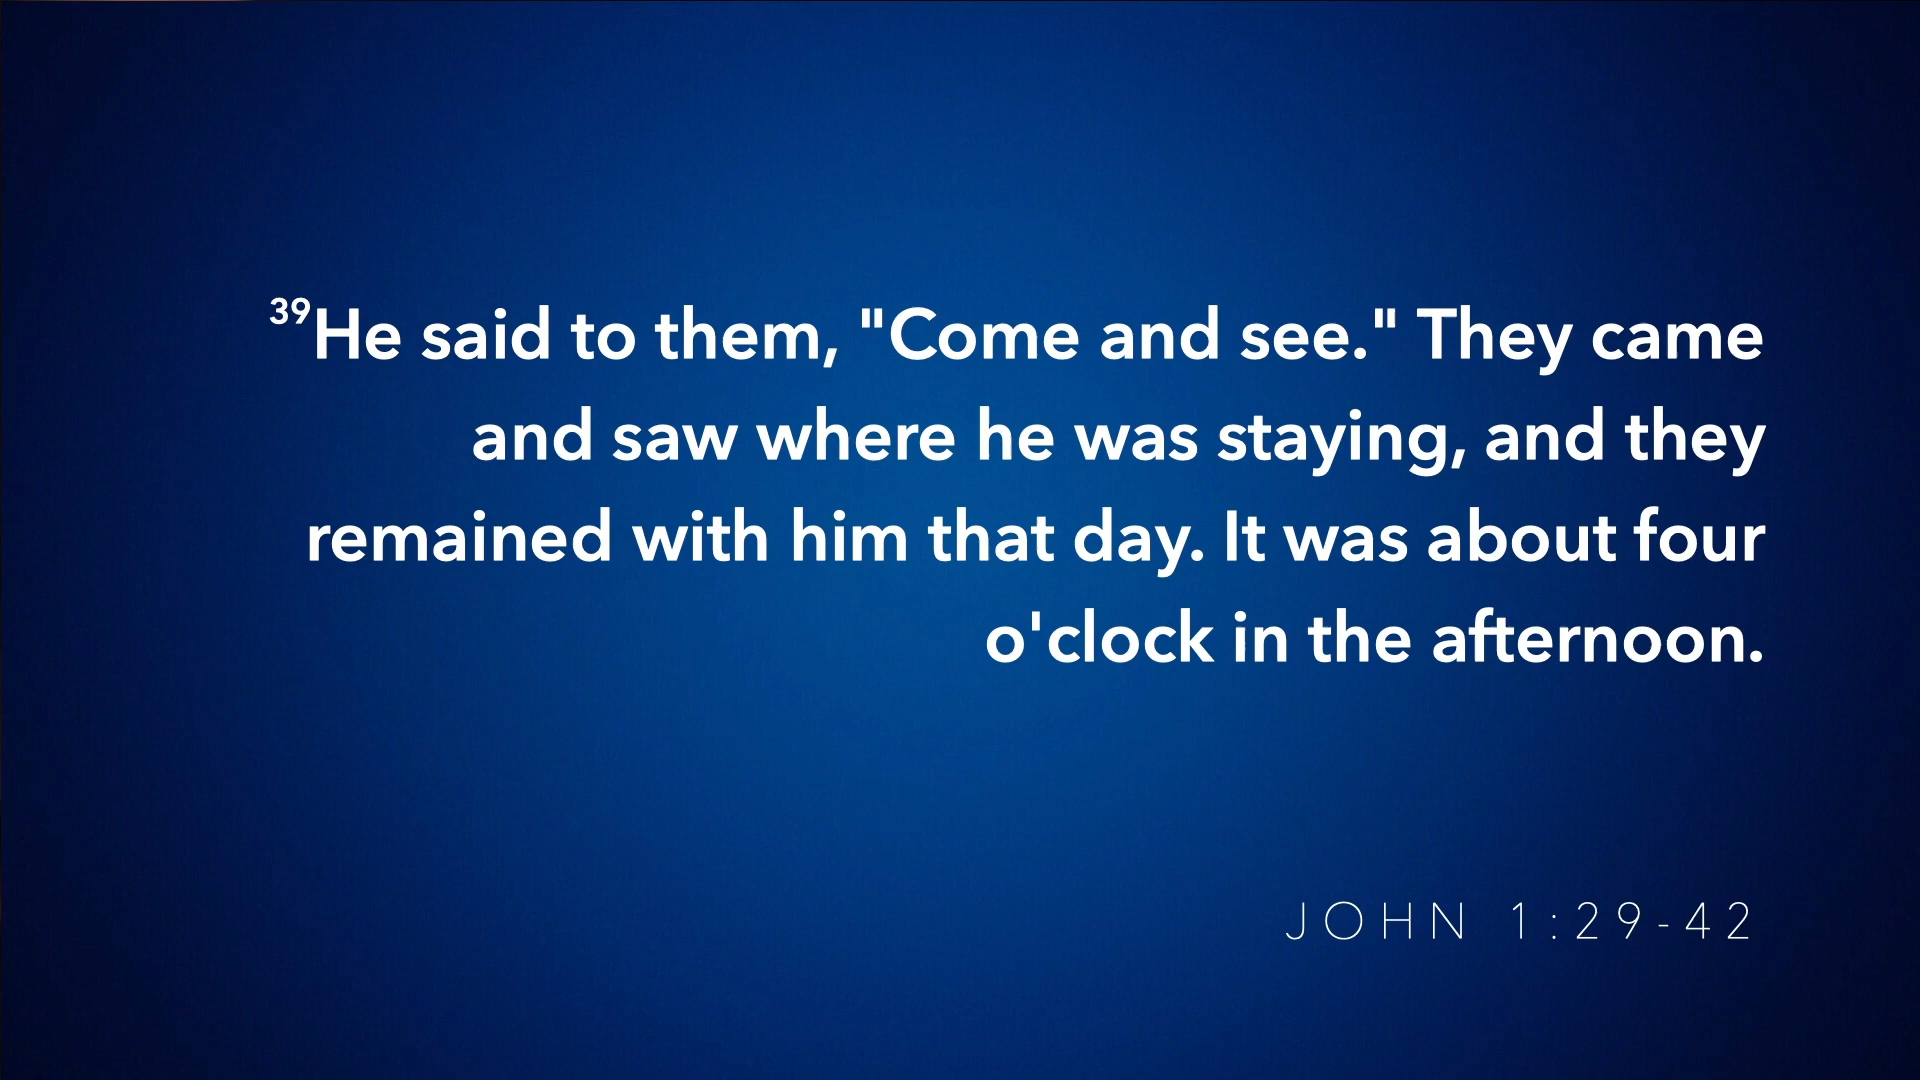 39He said to them, "Come and see." They came
and saw where he was staying, and they
remained with him that day. It was about four
o'clock in the afternoon.
JOHN 1:29-42